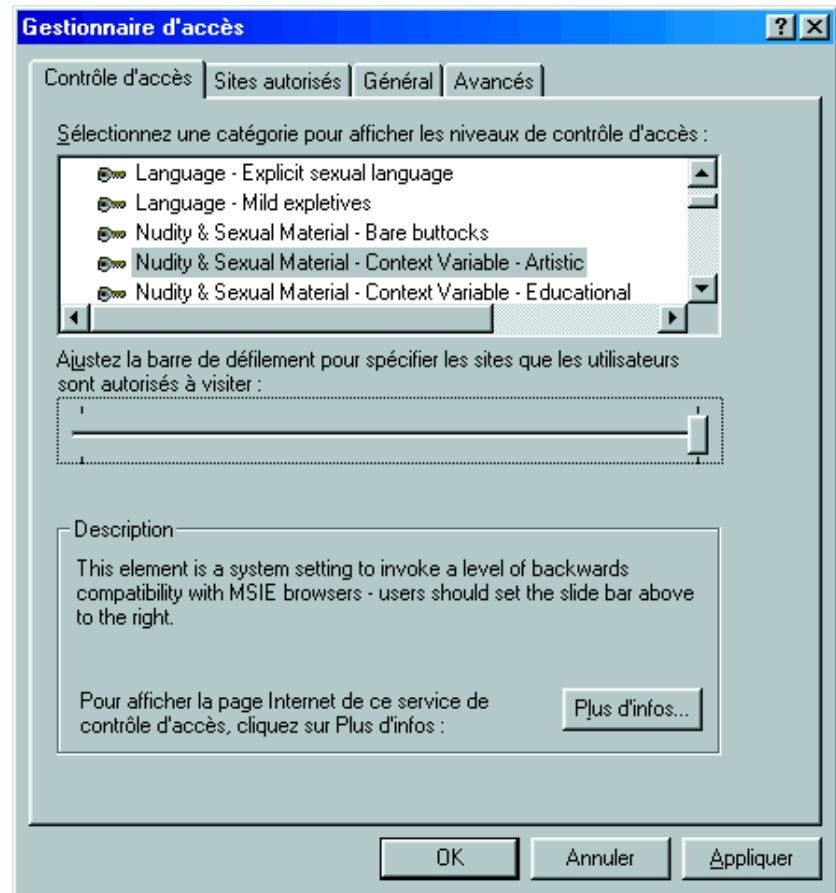 Gestionnaire d'accès
Contrôle d'accès
Sites autorisés
Général
Avancés
Sélectionnez une catégorie pour afficher les niveaux de contrôle d'accès :
Language - Explicit sexual language
Language - Mild expletives
Nudity & Sexual Material - Bare buttocks
Nudity & Sexual Material - Context Variable - Artistic
Nudity & Sexual Material - Context Variable - Educational
Ajustez la barre de défilement pour spécifier les sites que les utilisateurs
sont autorisés à visiter :
Description
This element is a system setting to invoke a level of backwards
compatibility with MSIE browsers - users should set the slide bar above
to the right.
Pour afficher la page Internet de ce service de
contrôle d'accès, cliquez sur Plus d'infos :
Plus d'infos...
OK
Annuler
Appliquer